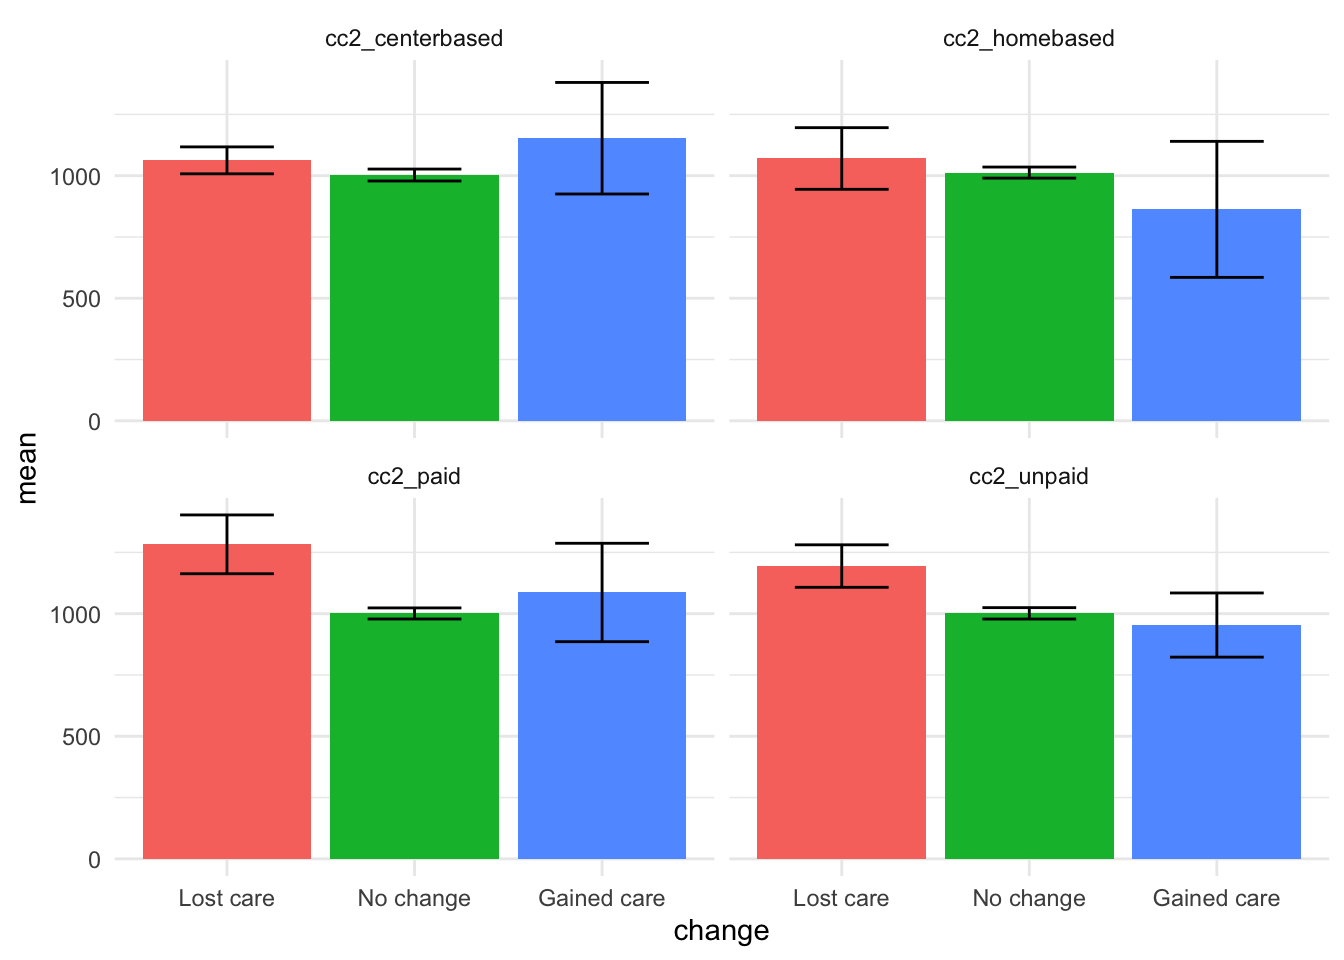 cc2_centerbased
cc2_homebased
1000
500
0
cc2_paid
cc2_unpaid
1000
500
0
mean
Lost care
No change
Gained care
Lost care
No change
Gained care
change